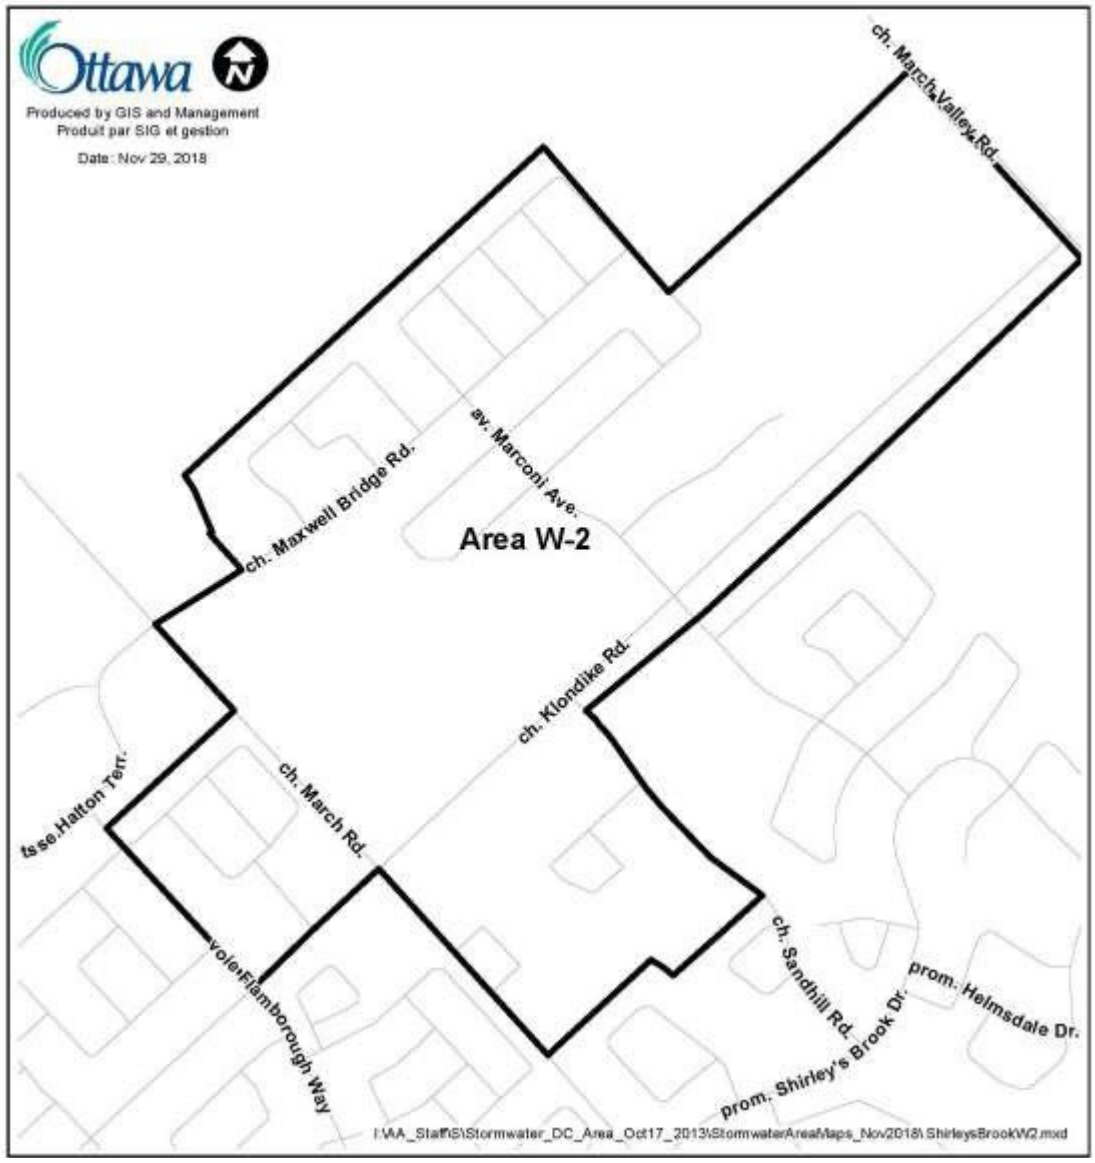 Ottawa
N
Produced by GIS and Management
Produit par SIG et gestion
Date: Nov 29, 2018
ch. March Valley Rd.
av. Marconi Ave.
ch. Maxwell Bridge Rd.
Area W-2
ch. Klondike Rd.
ch. March Rd.
tsse.Halton Terr.
voie Flamborough Way
ch. Sandhill Rd.
prom. Helmsdale Dr.
prom. Shirley's Brook Dr.
I:\AA_Staff\S\Stormwater_DC_Area_Oct17_2013\StormwaterAreaMaps_Nov2018\ShirleysBrookW2.mxd